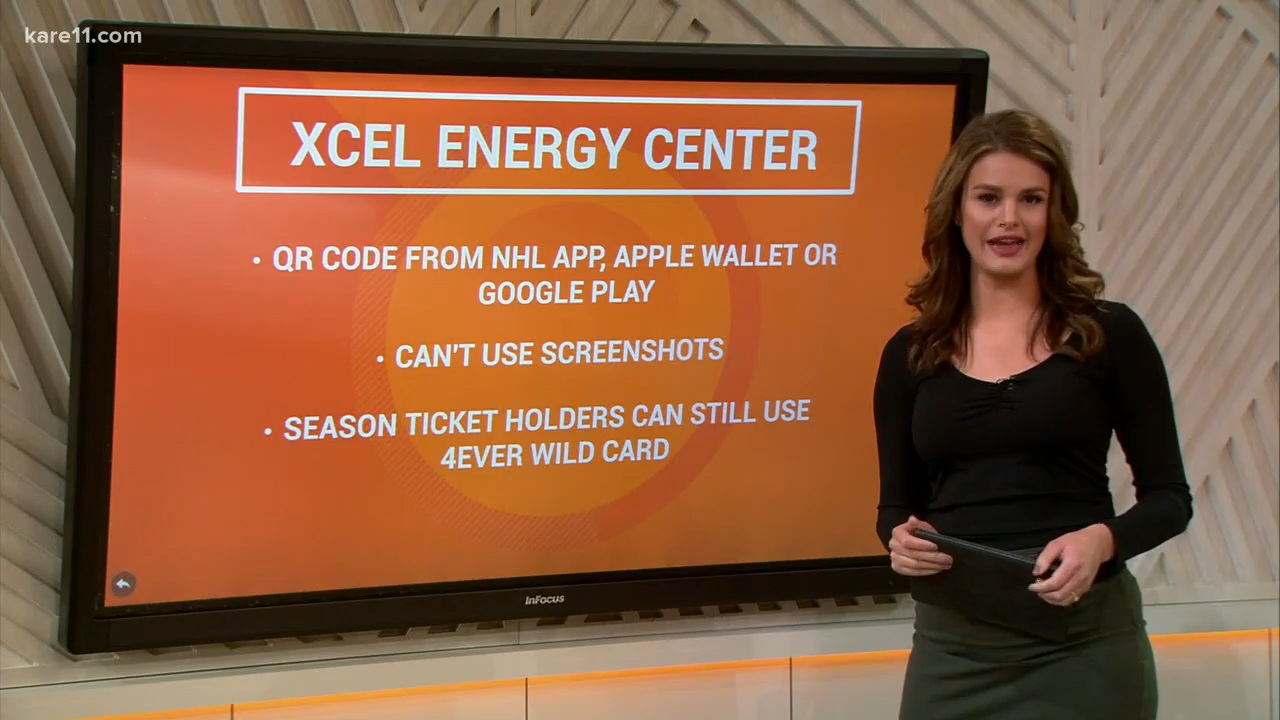 kare11.com
XCEL ENERGY CENTER
• QR CODE FROM NHL APP, APPLE WALLET OR
GOOGLE PLAY
• CAN'T USE SCREENSHOTS
• SEASON TICKET HOLDERS CAN STILL USE
4EVER WILD CARD
InFocus